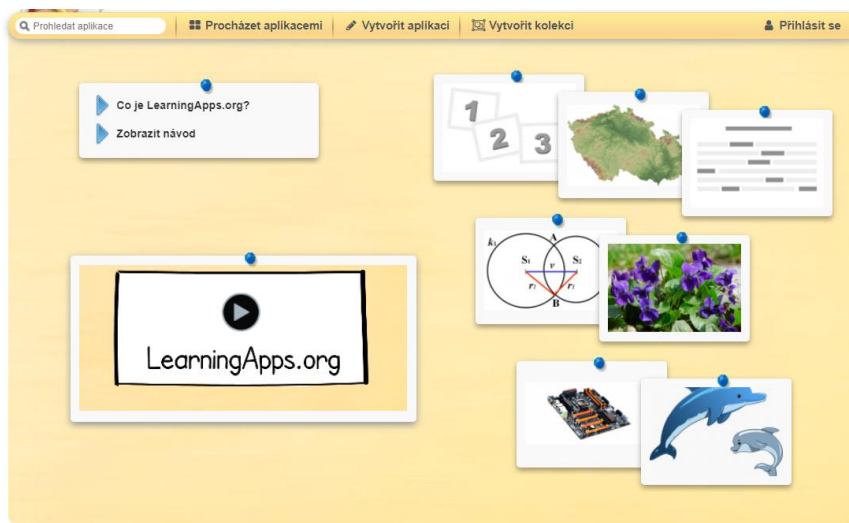 Prohledat aplikace
Procházet aplikacemi
Vytvořit aplikaci
Vytvořit kolekci
Přihlásit se
Co je LearningApps.org?
Zobrazit návod
1
2
3
k₁
A
S₁
v
S₂
r₁
r₂
B
LearningApps.org